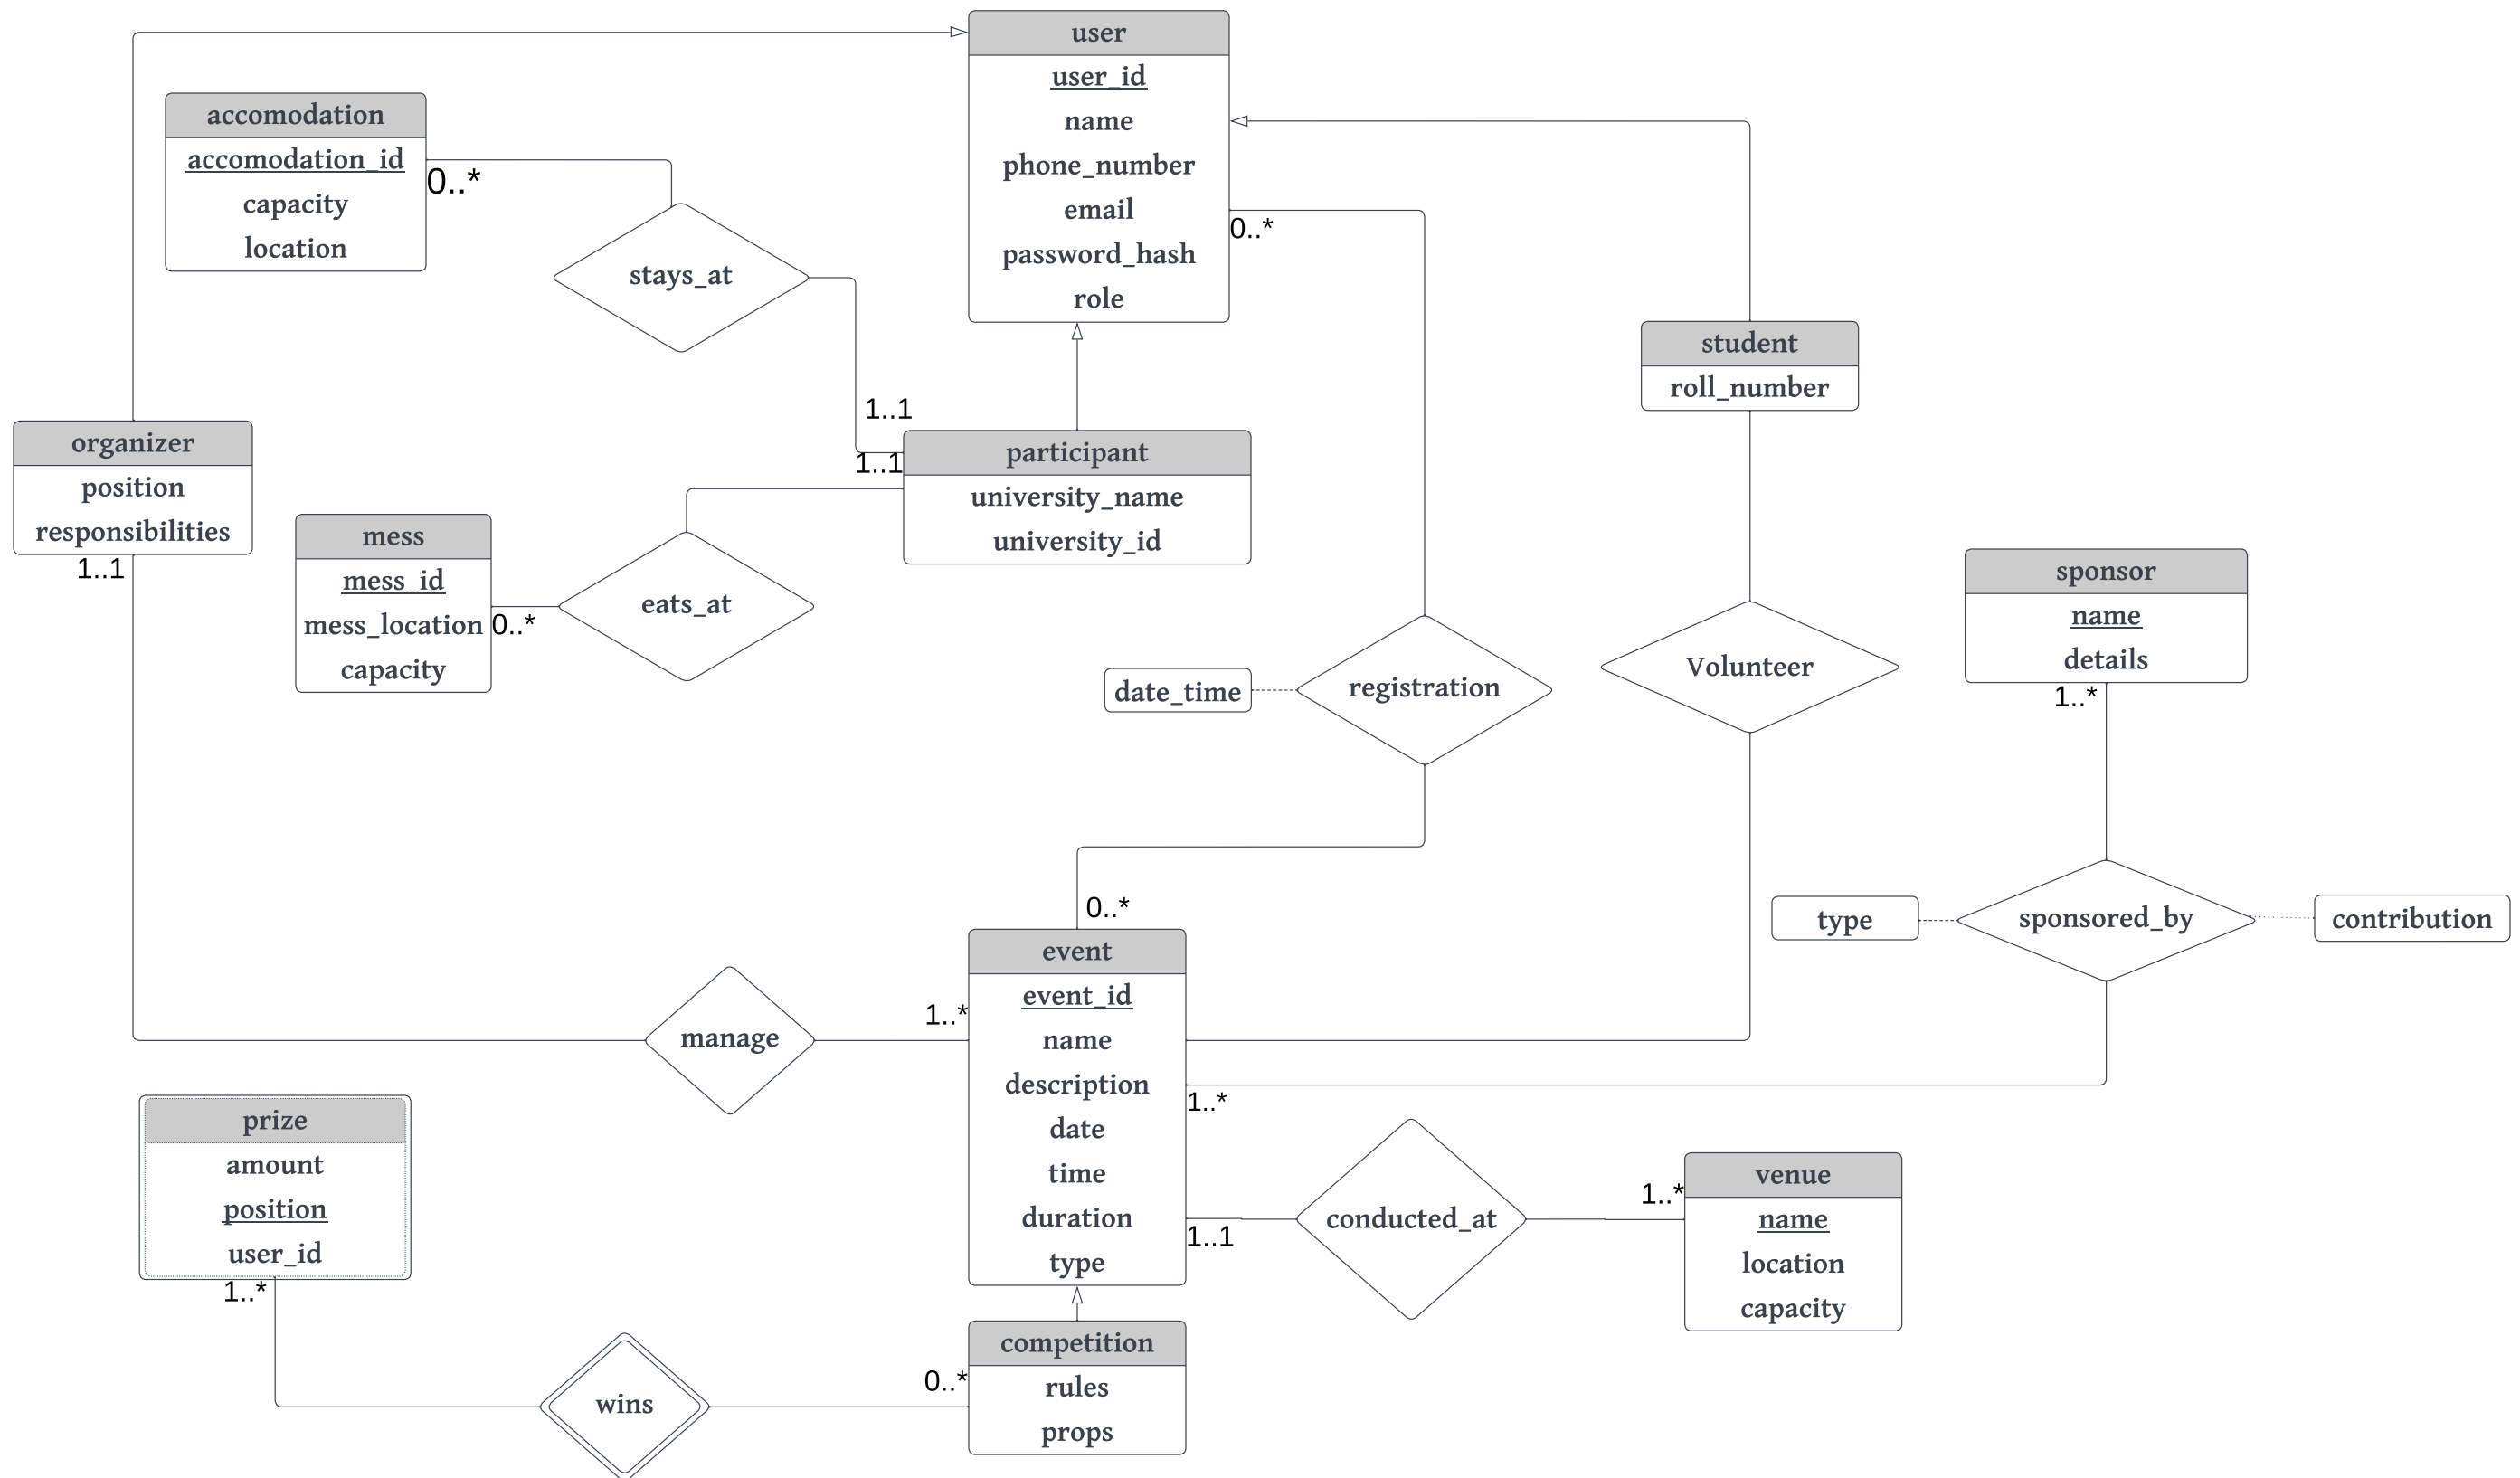 user
user_id
name
phone_number
email
password_hash
role
0..*
accomodation
accomodation_id
capacity
location
0..*
stays_at
1..1
1..1
student
roll_number
organizer
position
responsibilities
1..1
participant
university_name
university_id
mess
mess_id
mess_location
capacity
0..*
eats_at
sponsor
name
details
1..*
date_time
registration
Volunteer
type
sponsored_by
contribution
0..*
event
event_id
name
description
date
time
duration
type
manage
1..*
1..*
1..1
conducted_at
1..*
venue
name
location
capacity
prize
amount
position
user_id
1..*
wins
0..*
competition
rules
props